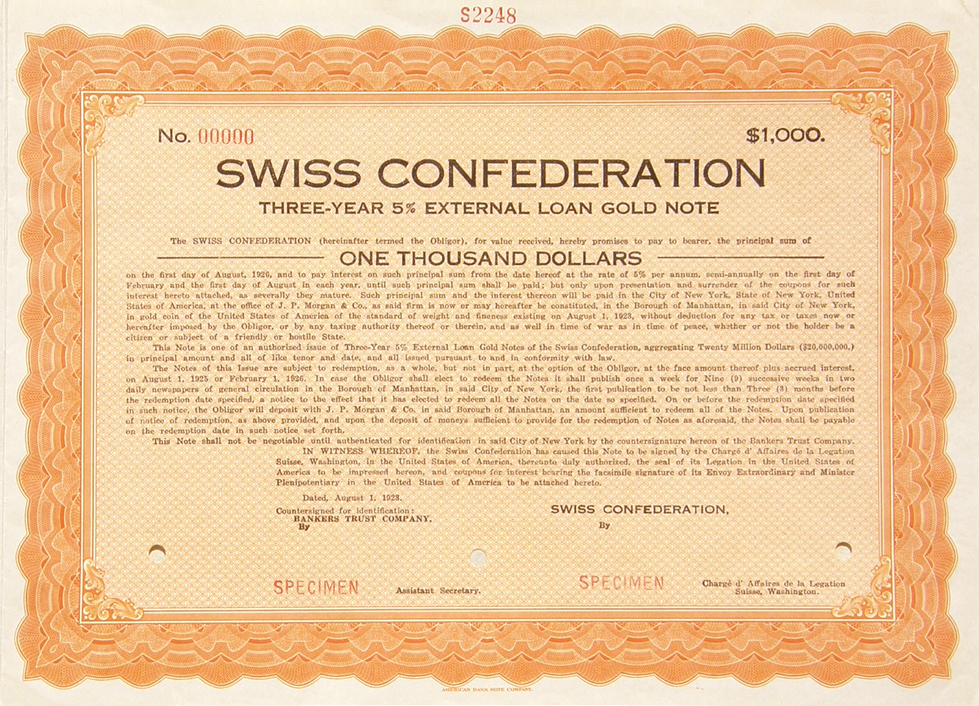 S2248
No. 00000 $1,000.
SWISS CONFEDERATION
THREE-YEAR 5% EXTERNAL LOAN GOLD NOTE
The SWISS CONFEDERATION (hereinafter termed the Obligor), for value received, hereby promises to pay to bearer, the principal sum of
ONE THOUSAND DOLLARS
on the first day of August, 1926, and to pay interest on such principal sum from the date hereof at the rate of 5% per annum, semi-annually on the first day of
February and the first day of August in each year, until such principal sum shall be paid; but only upon presentation and surrender of the coupons for such
interest hereto attached, as severally they mature. Such principal sum and the interest thereon will be paid in the City of New York, State of New York, United
States of America, at the office of J. P. Morgan & Co., as said firm is now or may hereafter be constituted, in the Borough of Manhattan, in said City of New York,
in gold coin of the United States of America of the standard of weight and fineness existing on August 1, 1923, without deduction for any tax or taxes now or
hereafter imposed by the Obligor, or by any taxing authority thereof or therein, and as well in time of war as in time of peace, whether or not the holder be a
citizen or subject of a friendly or hostile State.
This Note is one of an authorized issue of Three-Year 5% External Loan Gold Notes of the Swiss Confederation, aggregating Twenty Million Dollars ($20,000,000,)
in principal amount and all of like tenor and date, and all issued pursuant to and in conformity with law.
The Notes of this Issue are subject to redemption, as a whole, but not in part, at the option of the Obligor, at the face amount thereof plus accrued interest,
on August 1, 1925 or February 1, 1926. In case the Obligor shall elect to redeem the Notes it shall publish once a week for Nine (9) successive weeks in two
daily newspapers of general circulation in the Borough of Manhattan, in said City of New York, the first publication to be not less than Three (3) months before
the redemption date specified, a notice to the effect that it has elected to redeem all the Notes on the date so specified. On or before the redemption date specified
in such notice, the Obligor will deposit with J. P. Morgan & Co. in said Borough of Manhattan, an amount sufficient to redeem all of the Notes. Upon publication
of notice of redemption, as above provided, and upon the deposit of moneys sufficient to provide for the redemption of Notes as aforesaid, the Notes shall be payable
on the redemption date in such notice set forth.
This Note shall not be negotiable until authenticated for identification in said City of New York by the countersignature hereon of the Bankers Trust Company.
IN WITNESS WHEREOF, the Swiss Confederation has caused this Note to be signed by the Chargé d' Affaires de la Legation
Suisse, Washington, in the United States of America, thereunto duly authorized, the seal of its Legation in the United States of
America to be impressed hereon, and coupons for interest bearing the facsimile signature of its Envoy Extraordinary and Minister
Plenipotentiary in the United States of America to be attached hereto.
Dated, August 1, 1923.
Countersigned for identification:
BANKERS TRUST COMPANY,
By
SWISS CONFEDERATION,
By
SPECIMEN Assistant Secretary.
SPECIMEN Chargé d' Affaires de la Legation
Suisse, Washington.
AMERICAN BANK NOTE COMPANY.